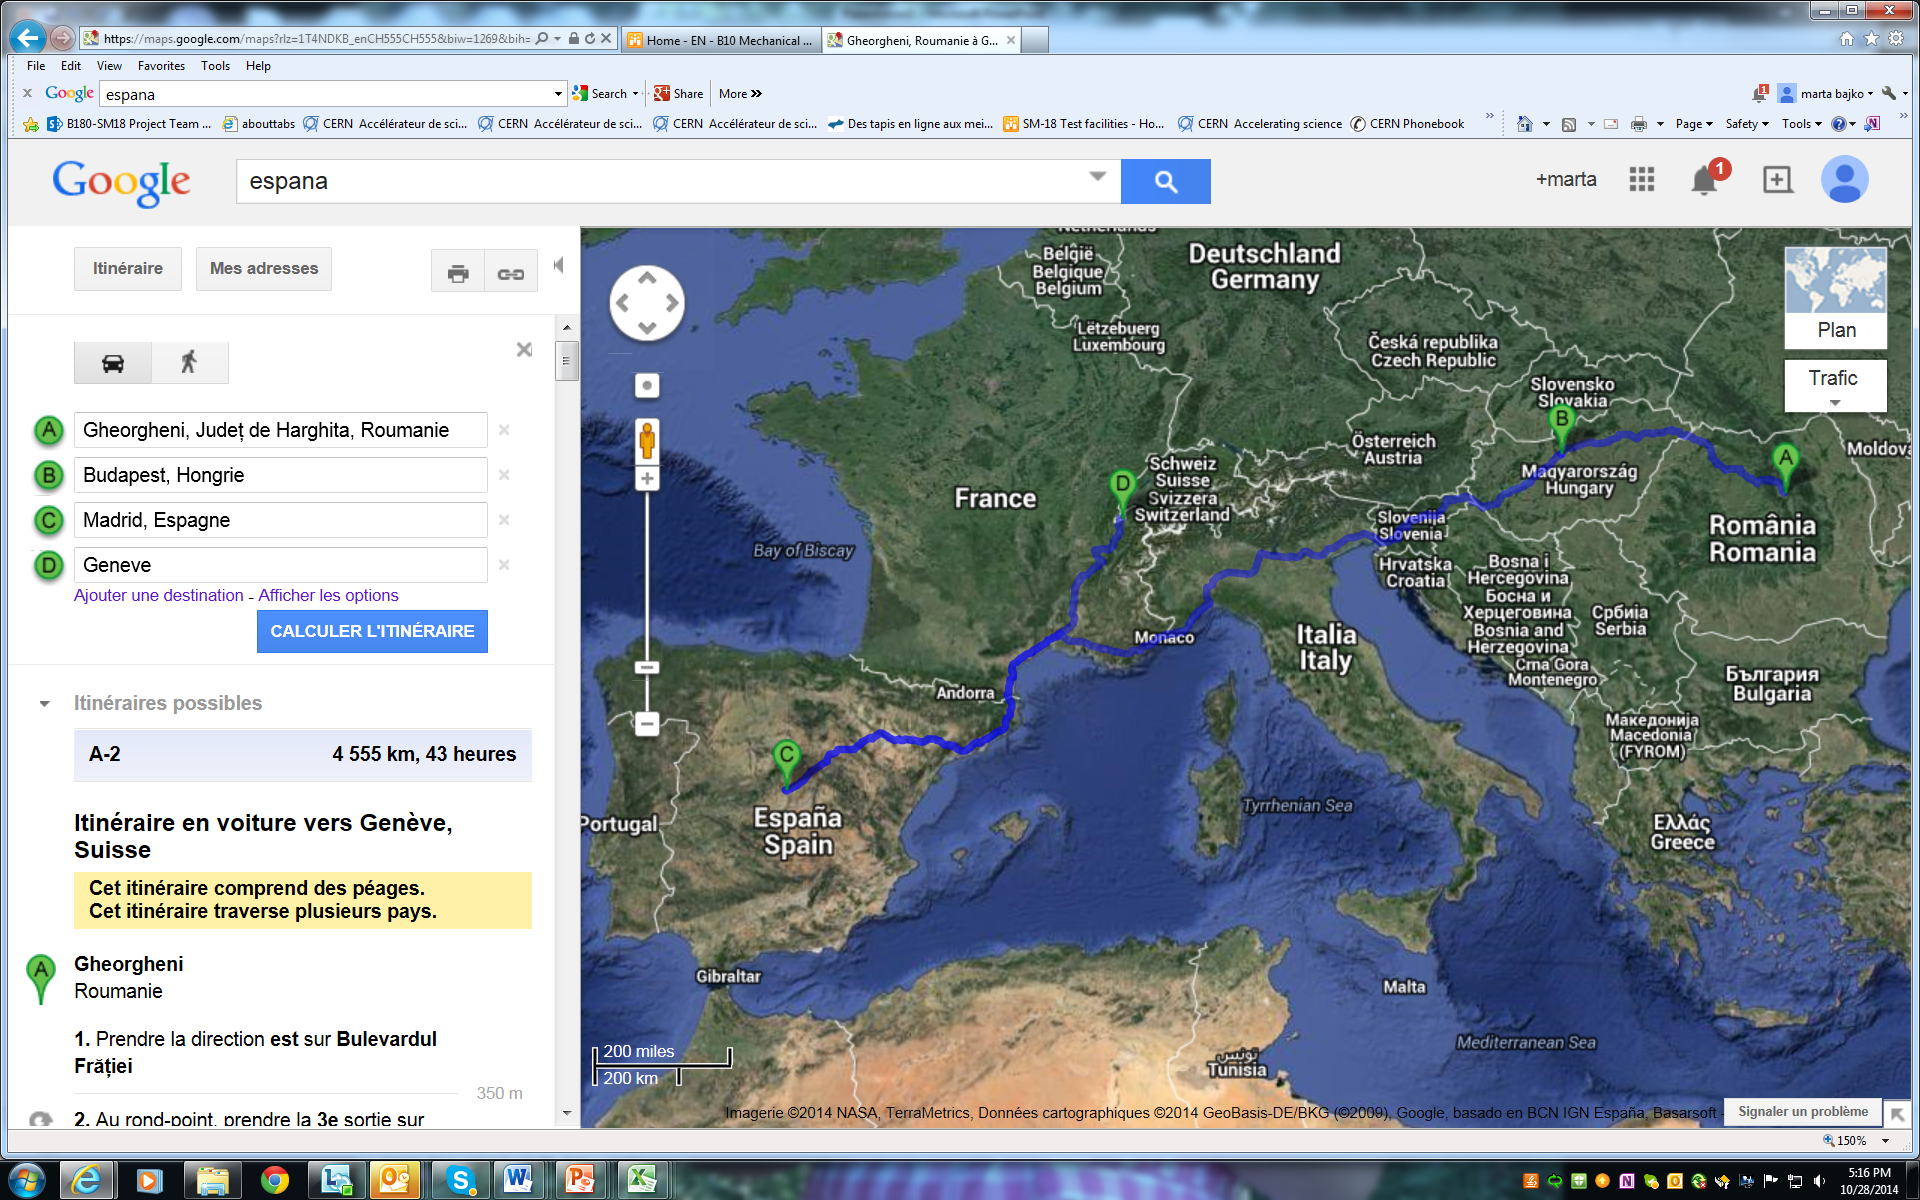 https://maps.google.com/maps?rlz=1T4NDKB_enCH555CH555&biw=1269&bih=
Home - EN - B10 Mechanical ...
Gheorgheni, Roumanie à G...
File Edit View Favorites Tools Help
Google espana Search Share More
1 marta bajko
B180-SM18 Project Team ... abouttabs CERN Accélérateur de sci... CERN Accélérateur de sci... CERN Accélérateur de sci... Des tapis en ligne aux mei... SM-18 Test facilities - Ho... CERN Accelerating science CERN Phonebook
Page Safety Tools
Google espana +marta 1
Itinéraire Mes adresses
A Gheorgheni, Județ de Harghita, Roumanie
B Budapest, Hongrie
C Madrid, Espagne
D Geneve
Ajouter une destination - Afficher les options
CALCULER L'ITINÉRAIRE
Itinéraires possibles
A-2 4 555 km, 43 heures
Itinéraire en voiture vers Genève,
Suisse
Cet itinéraire comprend des péages.
Cet itinéraire traverse plusieurs pays.
A Gheorgheni
Roumanie
1. Prendre la direction est sur Bulevardul
Frăției
350 m
2. Au rond-point, prendre la 3e sortie sur
Netherlands
België
Belgique
Belgium
Deutschland
Germany
Lëtzebuerg
Luxembourg
Česká republika
Czech Republic
Slovensko
Slovakia
Plan
Trafic
B
A
D
C
Österreich
Austria
Moldova
Schweiz
Suisse
Svizzera
Switzerland
Magyarország
Hungary
France
Slovenija
Slovenia
România
Romania
Bay of Biscay
Hrvatska
Croatia
Bosna i
Hercegovina
Босна и
Херцеговина
Bosnia and
Herzegovina
Србија
Serbia
Monaco
Italia
Italy
Crna Gora
Montenegro
България
Bulgaria
Andorra
Македонија
Macedonia
(FYROM)
España
Spain
Portugal
Tyrrhenian Sea
Ελλάς
Greece
Gibraltar
Malta
Mediterranean Sea
تونس
Tunisia
200 miles
200 km
Imagerie ©2014 NASA, TerraMetrics, Données cartographiques ©2014 GeoBasis-DE/BKG (©2009), Google, basado en BCN IGN España, Basarsoft -
Signaler un problème
150%
5:16 PM
10/28/2014